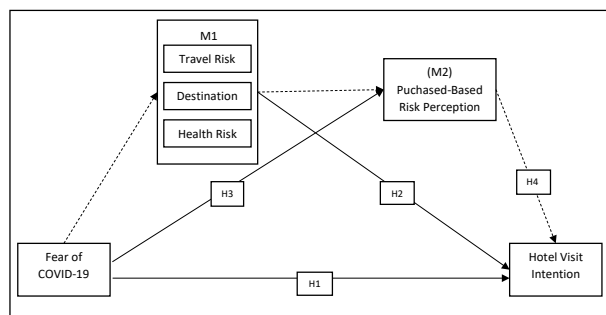 M1
Travel Risk
Destination
Health Risk
(M2)
Puchased-Based
Risk Perception
H3
H2
H4
Fear of
COVID-19
H1
Hotel Visit
Intention